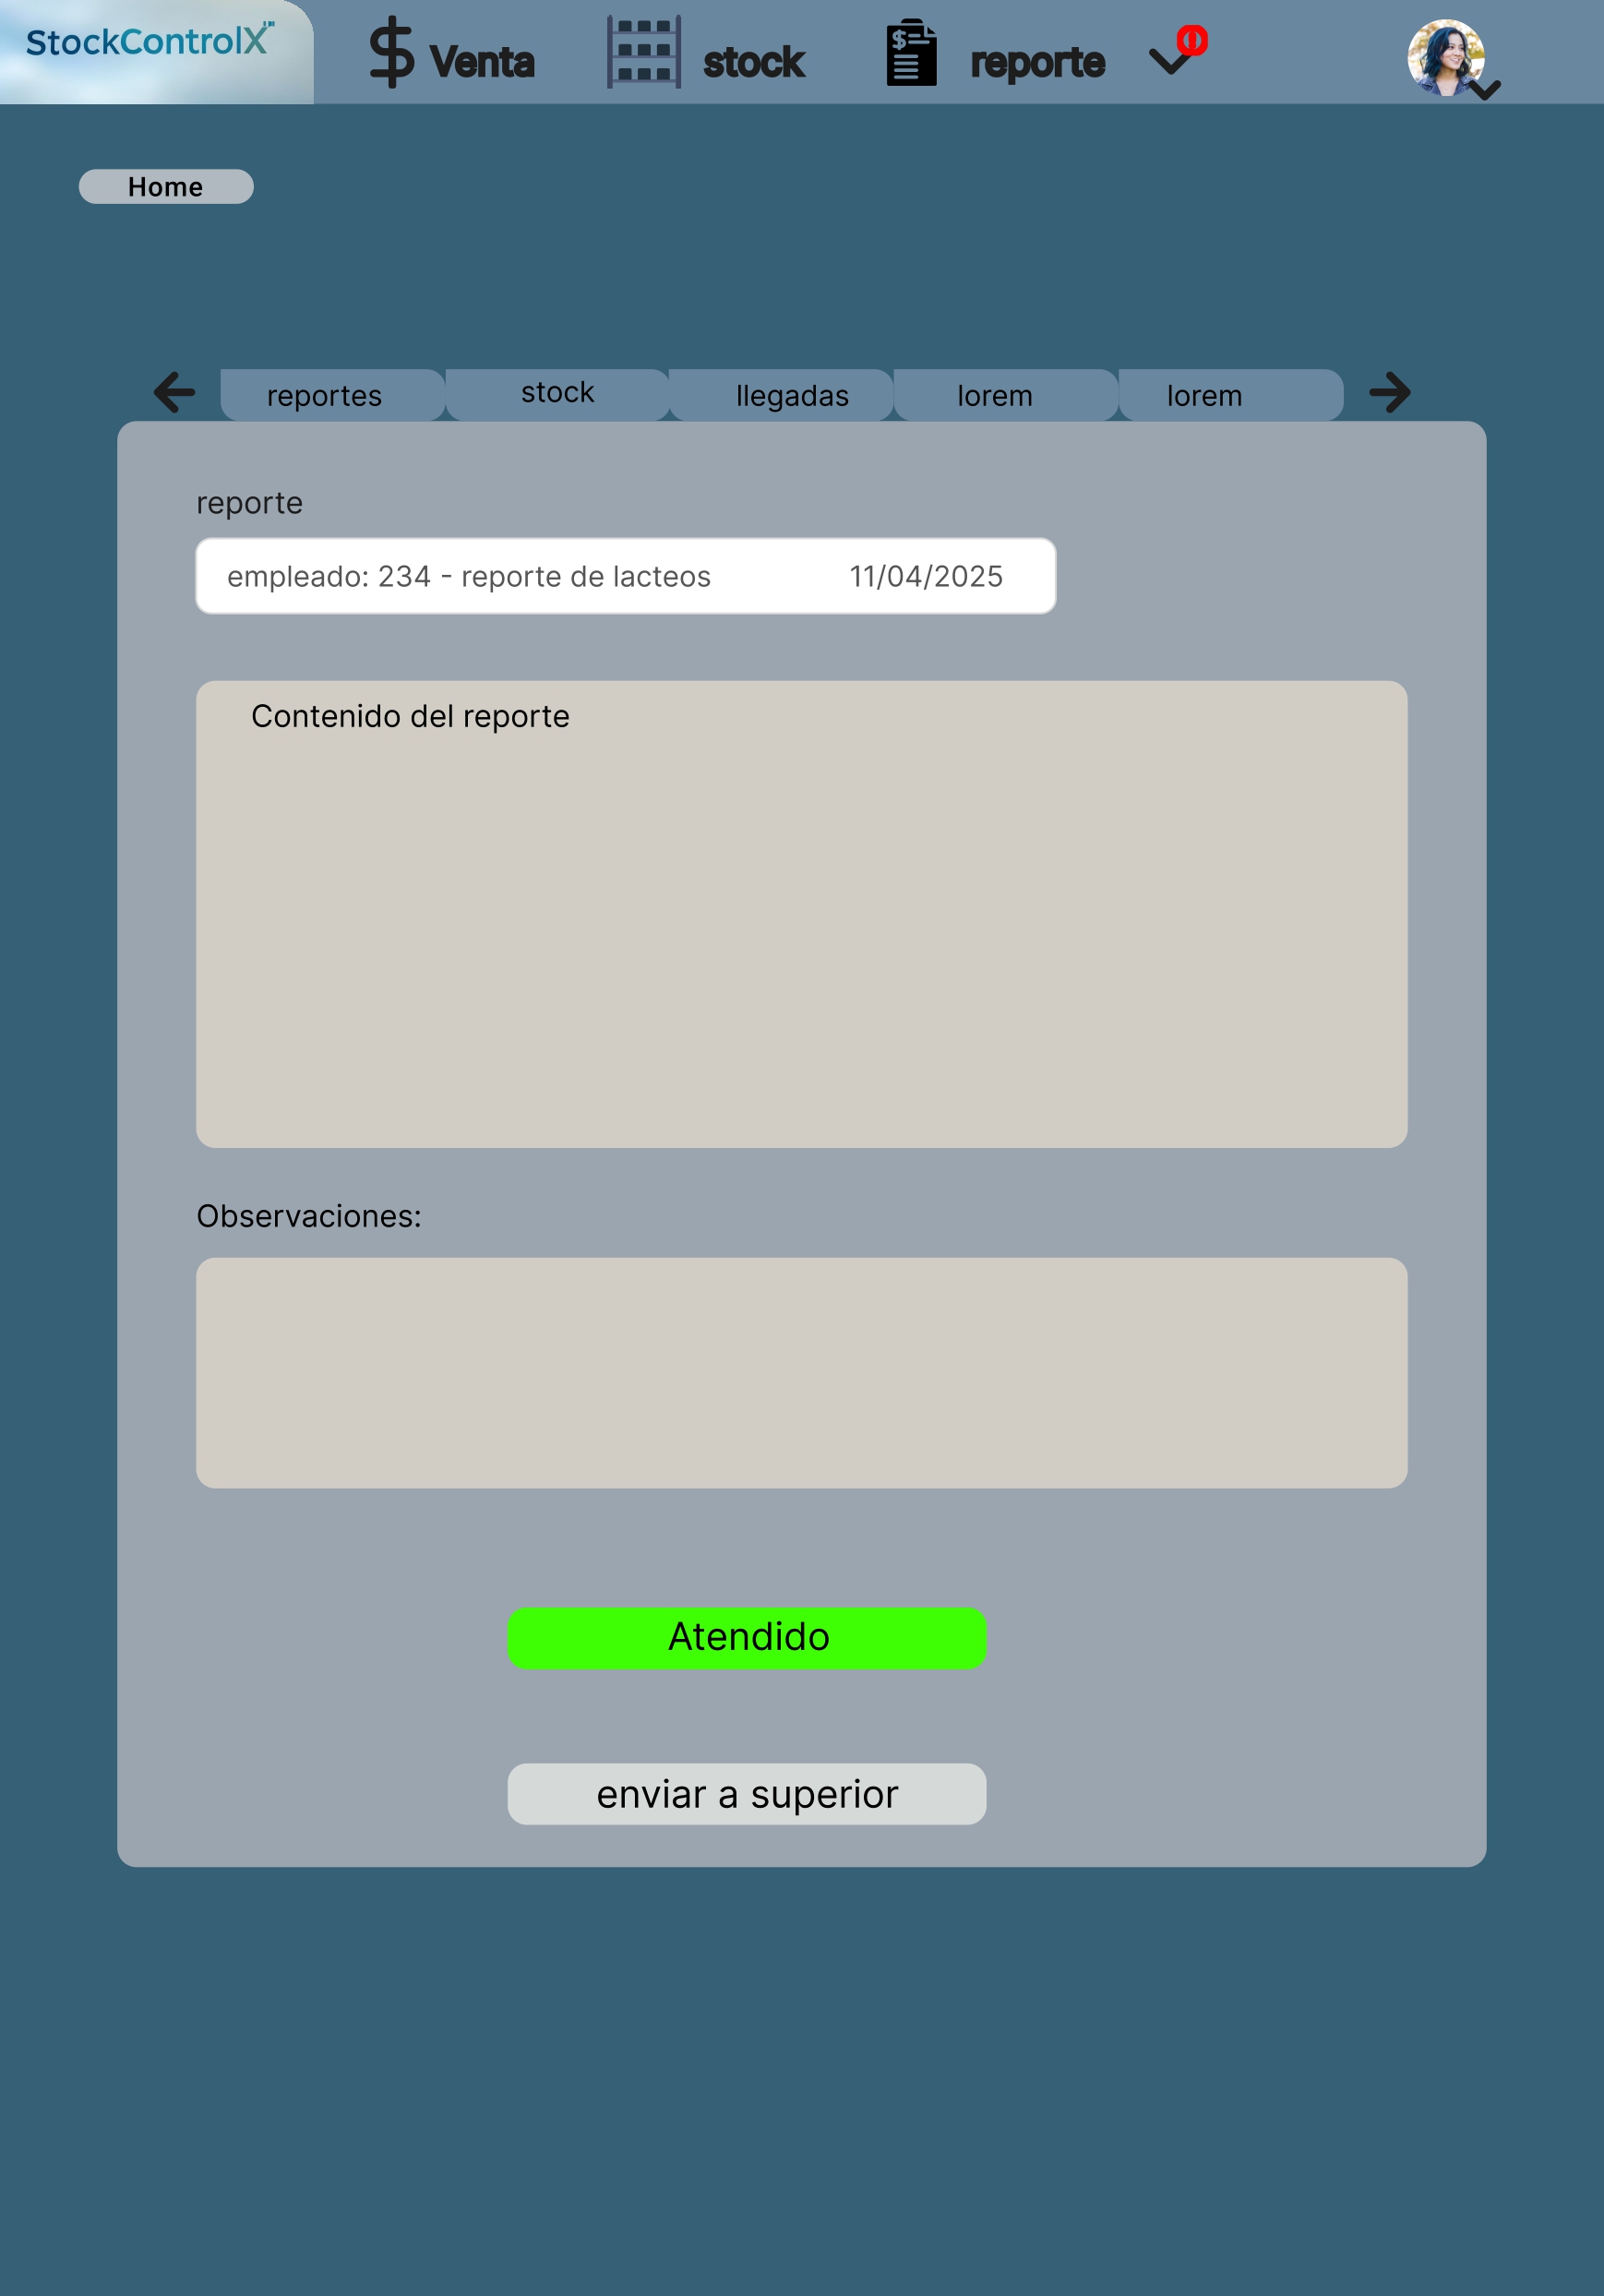 StockControlX
$ Venta
stock
reporte
0
Home
reportes
stock
llegadas
lorem
lorem
reporte
empleado: 234 - reporte de lacteos 11/04/2025
Contenido del reporte
Observaciones:
Atendido
enviar a superior